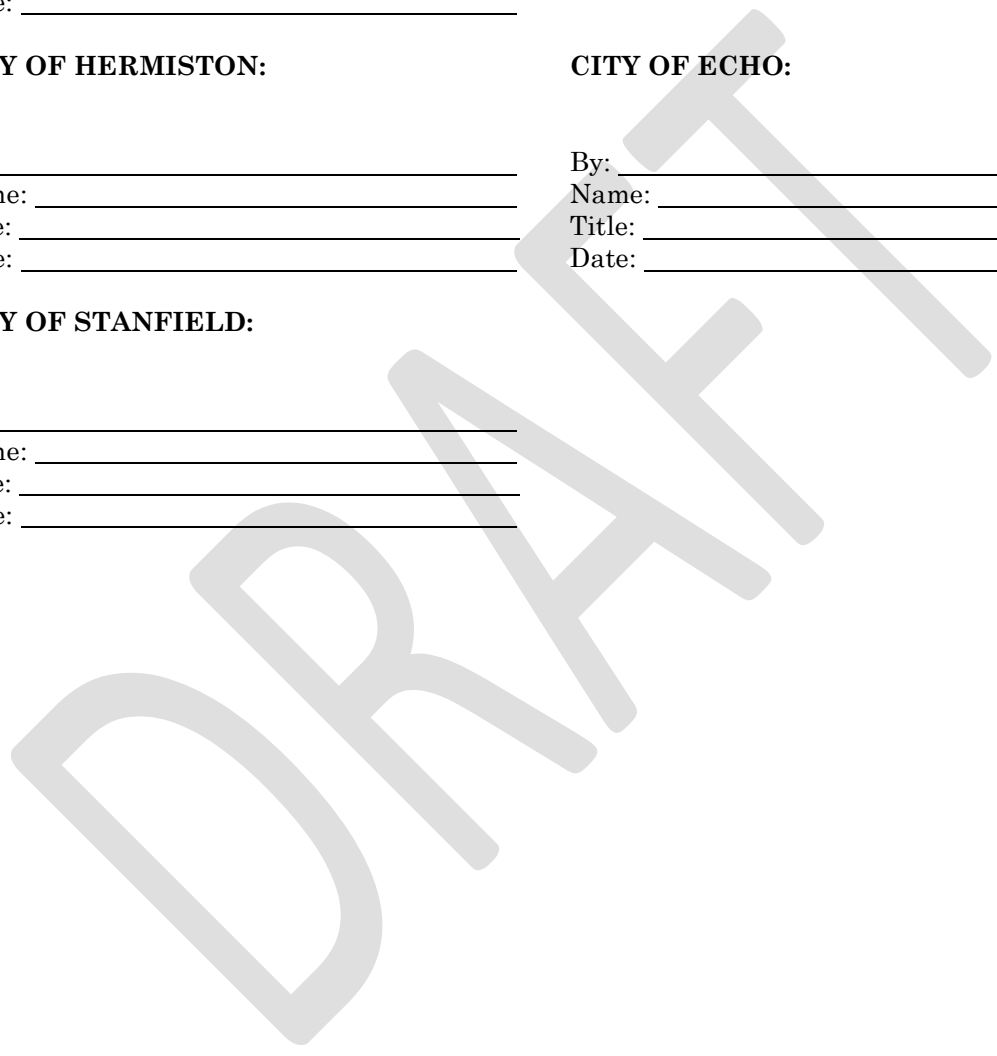 e:
Y OF HERMISTON:
ne:
e:
e:
CITY OF ECHO:
By:
Name:
Title:
Date:
Y OF STANFIELD:
ne:
e:
e:
DRAFT